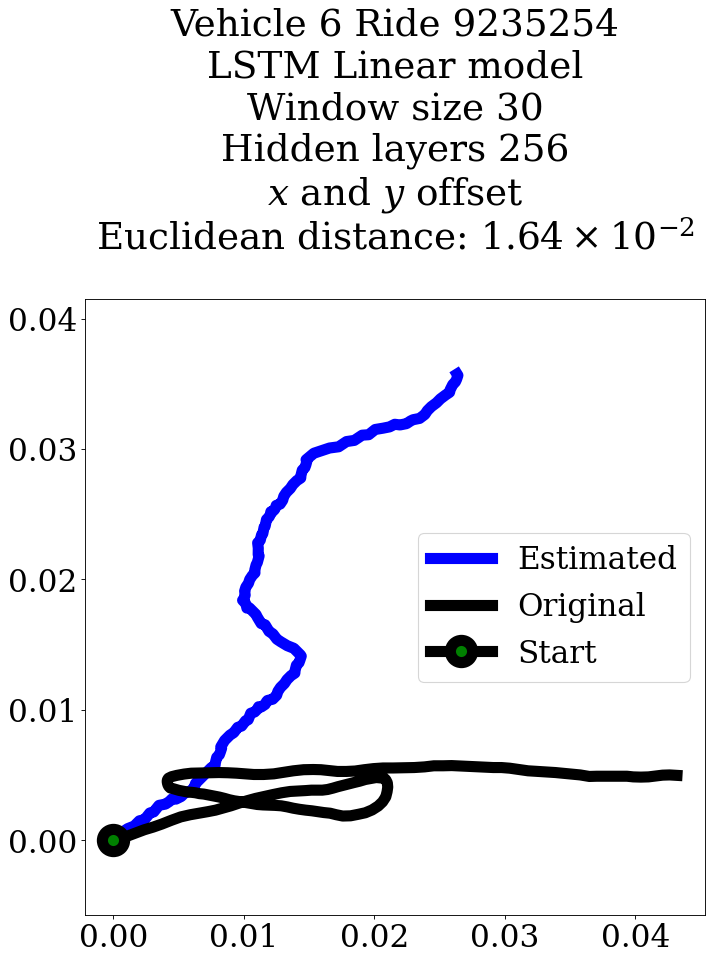 Vehicle 6 Ride 9235254
LSTM Linear model
Window size 30
Hidden layers 256
x and y offset
Euclidean distance: 1.64 × 10⁻²
0.04
0.03
0.02
0.01
0.00
Estimated
Original
Start
0.00 0.01 0.02 0.03 0.04